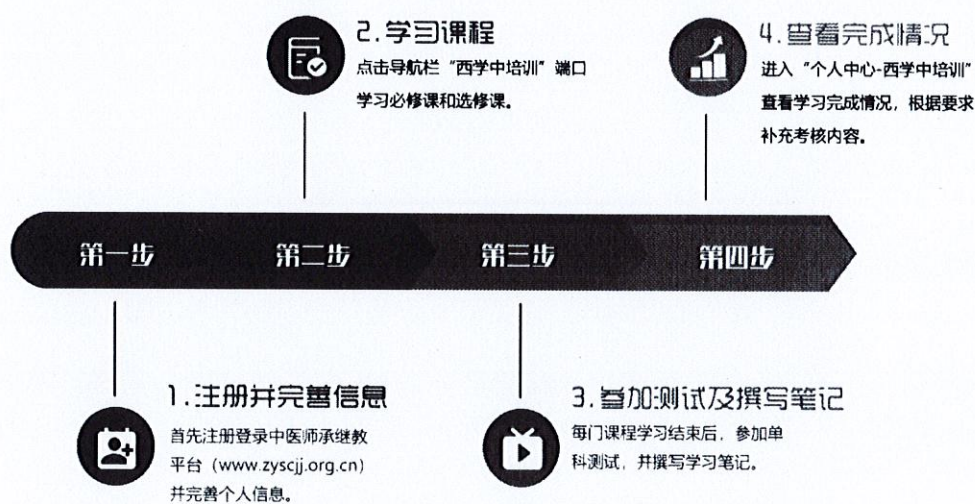 2.学习课程
点击导航栏“西学中培训”端口
学习必修课和选修课。
4.查看完成情况
进入“个人中心-西学中培训”
查看学习完成情况，根据要求
补充考核内容。
第一步
第二步
第三步
第四步
1.注册并完善信息
首先注册登录中医师承继教
平台（www.zyscjj.org.cn）
并完善个人信息。
3.参加测试及撰写笔记
每门课程学习结束后，参加单
科测试，并撰写学习笔记。